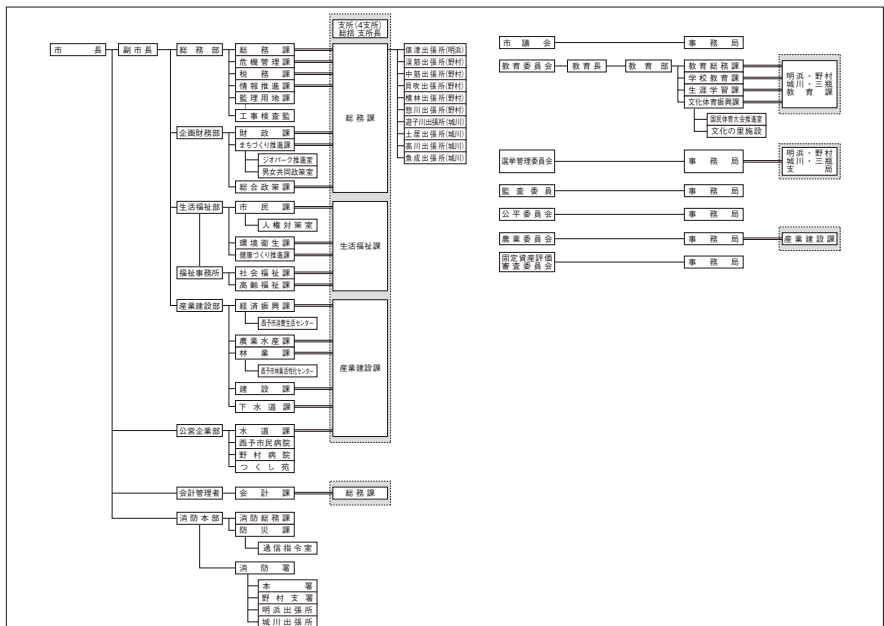 市長
副市長
総務部
総務課
危機管理課
税務課
情報推進課
監理用地課
工事検査監
企画財務部
財政課
まちづくり推進課
ジオパーク推進室
男女共同政策室
総合政策課
生活福祉部
市民課
人権対策室
環境衛生課
健康づくり推進課
福祉事務所
社会福祉課
高齢福祉課
産業建設部
経済振興課
西予市消費生活センター
農業水産課
林業課
西予市林業活性化センター
建設課
下水道課
公営企業部
水道課
西予市民病院
野村病院
つくし苑
会計管理者
会計課
総務課
消防本部
消防総務課
防災課
通信指令室
消防署
本署
野村支署
明浜出張所
城川出張所
支所(4支所)
総括 支所長
総務課
生活福祉課
産業建設課
俵津出張所(明浜)
渓筋出張所(野村)
中筋出張所(野村)
貝吹出張所(野村)
横林出張所(野村)
惣川出張所(野村)
遊子川出張所(城川)
土居出張所(城川)
高川出張所(城川)
魚成出張所(城川)
市議会
事務局
教育委員会
教育長
教育部
教育総務課
学校教育課
生涯学習課
文化体育振興課
国民体育大会推進室
文化の里施設
明浜・野村
城川・三瓶
教育課
選挙管理委員会
事務局
明浜・野村
城川・三瓶
支局
監査委員
事務局
公平委員会
事務局
農業委員会
事務局
産業建設課
固定資産評価
審査委員会
事務局